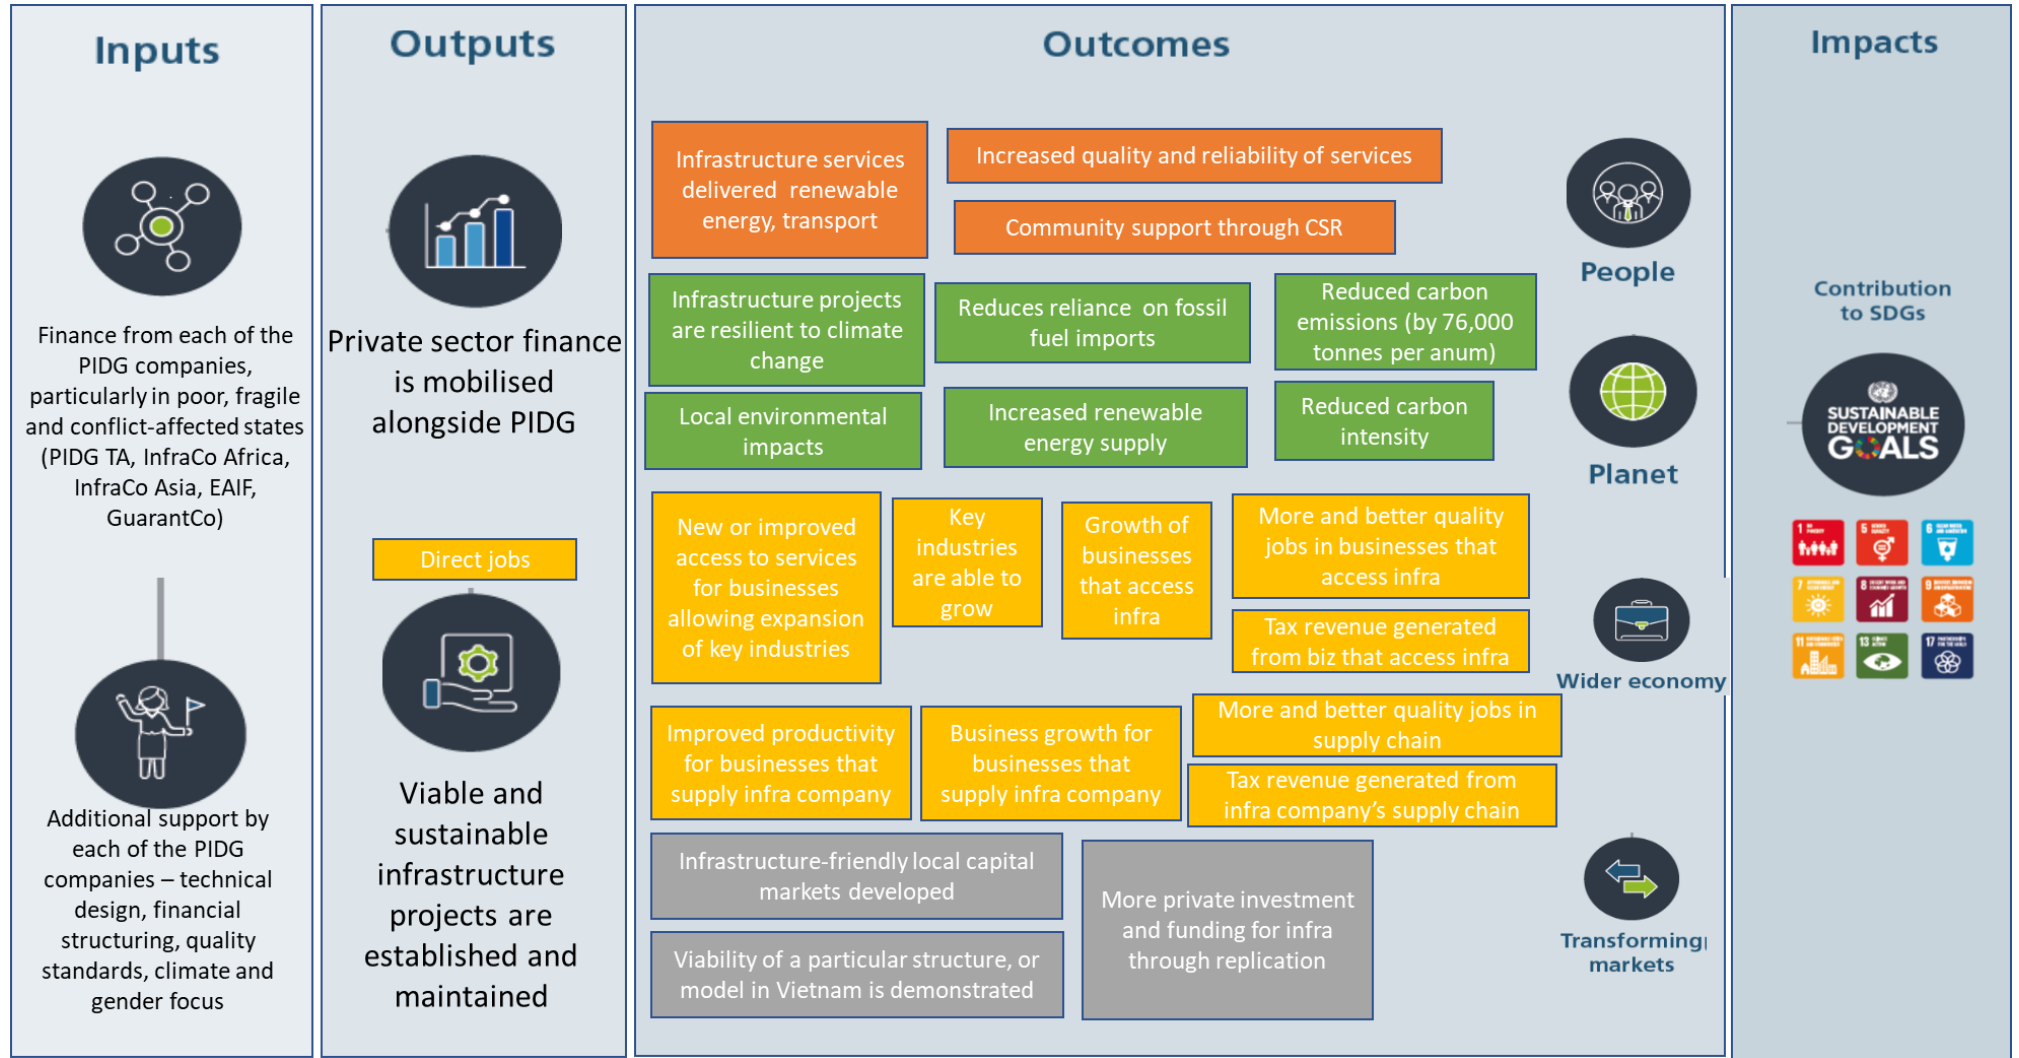 Inputs
Finance from each of the
PIDG companies,
particularly in poor, fragile
and conflict-affected states
(PIDG TA, InfraCo Africa,
InfraCo Asia, EAIF,
GuarantCo)
Additional support by
each of the PIDG
companies – technical
design, financial
structuring, quality
standards, climate and
gender focus
Outputs
Private sector finance
is mobilised
alongside PIDG
Direct jobs
Viable and
sustainable
infrastructure
projects are
established and
maintained
Outcomes
Infrastructure services
delivered renewable
energy, transport
Increased quality and reliability of services
Community support through CSR
People
Infrastructure projects
are resilient to climate
change
Reduces reliance on fossil
fuel imports
Reduced carbon
emissions (by 76,000
tonnes per anum)
Local environmental
impacts
Increased renewable
energy supply
Reduced carbon
intensity
Planet
New or improved
access to services
for businesses
allowing expansion
of key industries
Key
industries
are able to
grow
Growth of
businesses
that access
infra
More and better quality
jobs in businesses that
access infra
Tax revenue generated
from biz that access infra
Wider economy
Improved productivity
for businesses that
supply infra company
Business growth for
businesses that
supply infra company
More and better quality jobs in
supply chain
Tax revenue generated from
infra company's supply chain
Infrastructure-friendly local capital
markets developed
Viability of a particular structure, or
model in Vietnam is demonstrated
More private investment
and funding for infra
through replication
Transforming
markets
Impacts
Contribution
to SDGs
SUSTAINABLE
DEVELOPMENT
GOALS
1
5
6
7
8
9
11
13
17